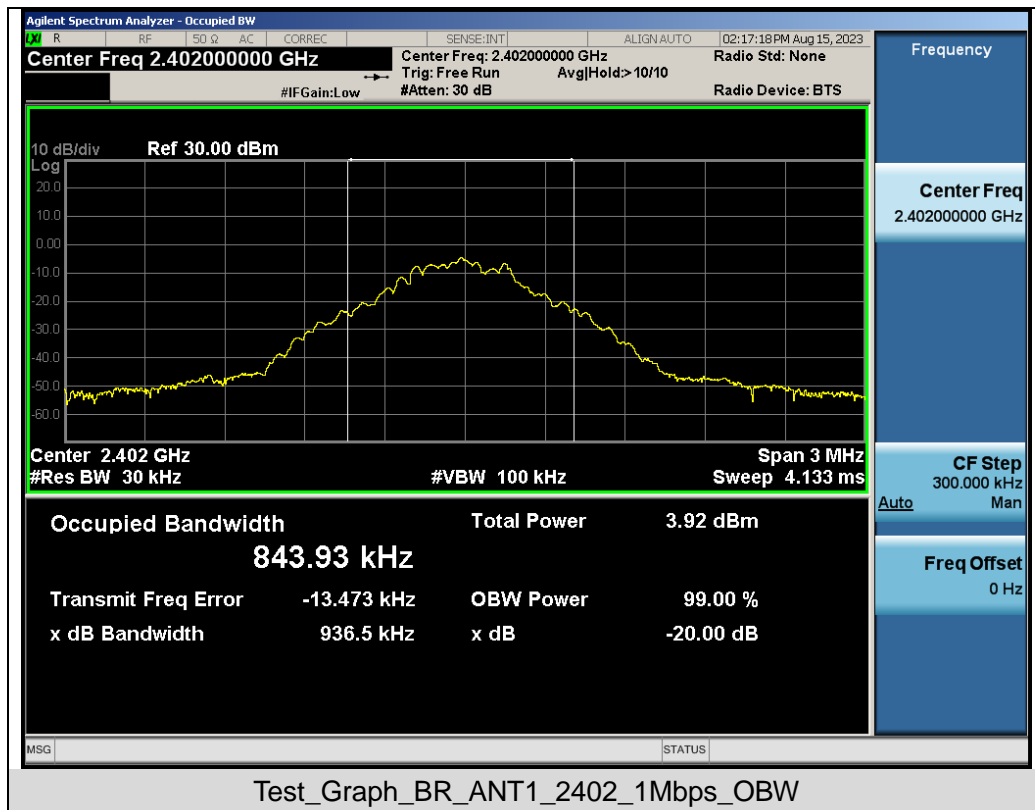 Agilent Spectrum Analyzer - Occupied BW
LXI R RF 50 Ω AC CORREC SENSE:INT ALIGN AUTO 02:17:18 PM Aug 15, 2023
Center Freq 2.402000000 GHz
Center Freq: 2.402000000 GHz Radio Std: None
Trig: Free Run Avg|Hold:> 10/10
#IFGain:Low #Atten: 30 dB Radio Device: BTS
10 dB/div Ref 30.00 dBm
Log
20.0
10.0
0.00
-10.0
-20.0
-30.0
-40.0
-50.0
-60.0
Center 2.402 GHz Span 3 MHz
#Res BW 30 kHz #VBW 100 kHz Sweep 4.133 ms
Occupied Bandwidth Total Power 3.92 dBm
843.93 kHz
Transmit Freq Error -13.473 kHz OBW Power 99.00 %
x dB Bandwidth 936.5 kHz x dB -20.00 dB
Frequency
Center Freq
2.402000000 GHz
CF Step
300.000 kHz
Auto Man
Freq Offset
0 Hz
MSG STATUS
Test_Graph_BR_ANT1_2402_1Mbps_OBW